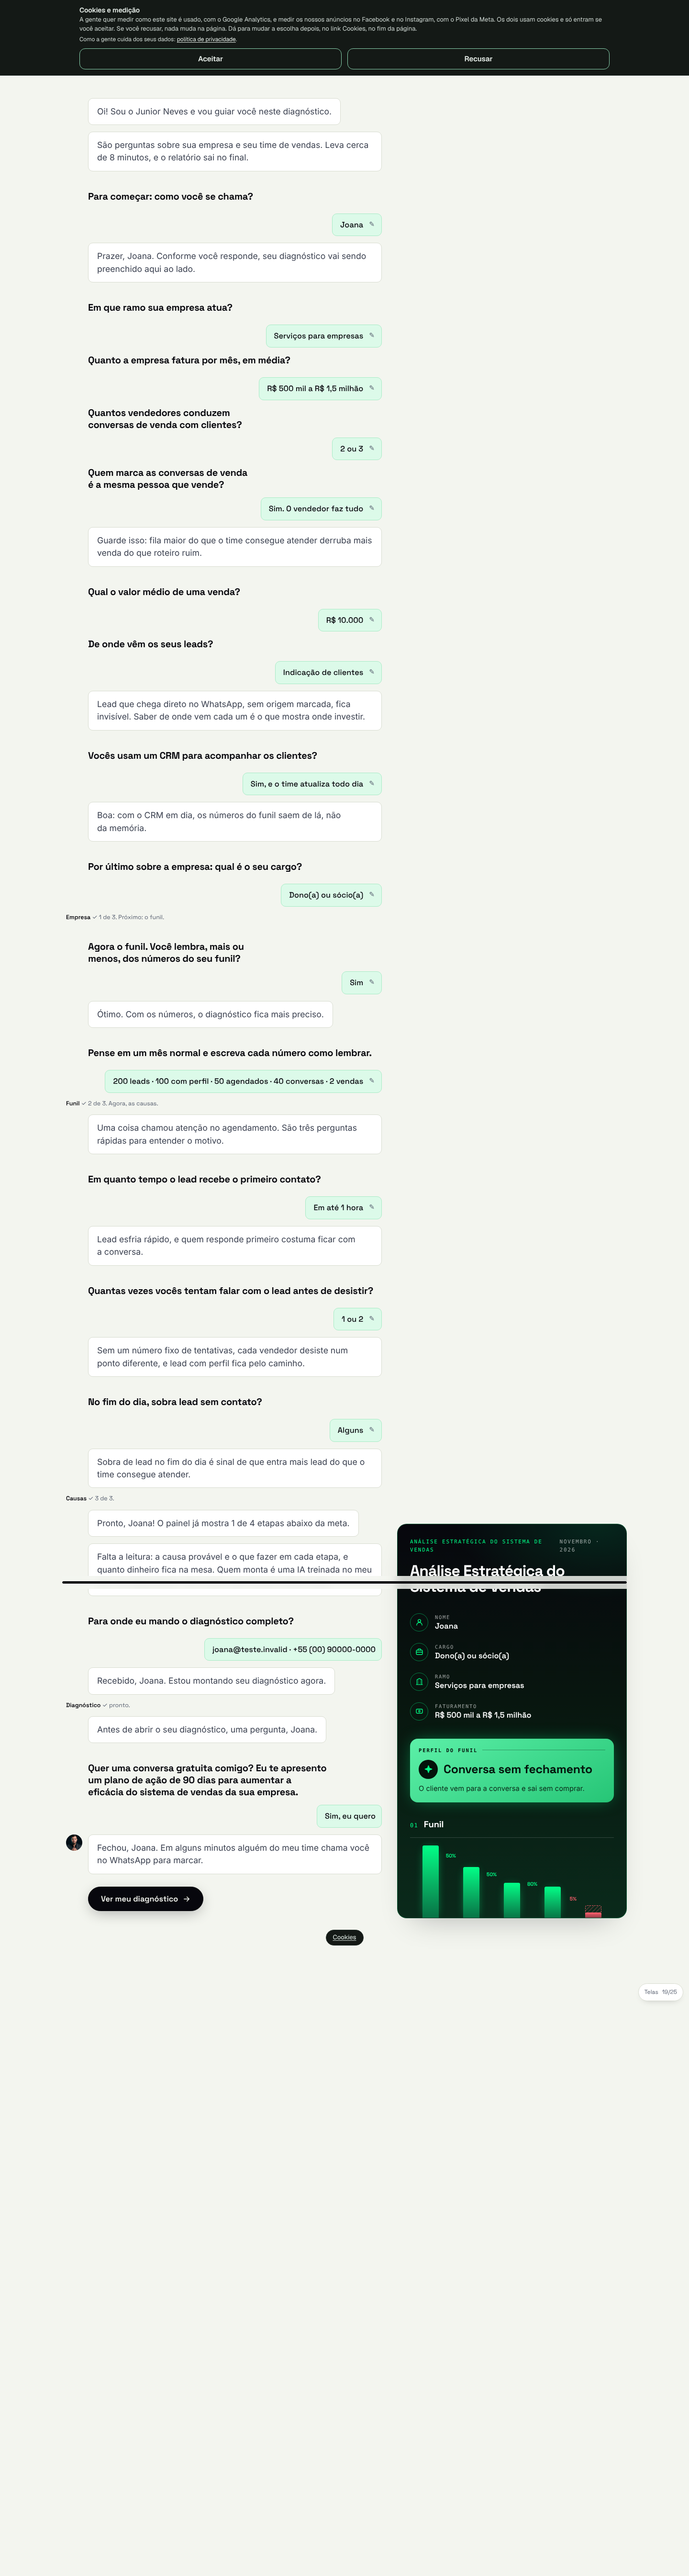 Cookies e medição
A gente quer medir como este site é usado, com o Google Analytics, e medir os nossos anúncios no Facebook e no Instagram, com o Pixel da Meta. Os dois usam cookies e só entram se
você aceitar. Se você recusar, nada muda na página. Dá para mudar a escolha depois, no link Cookies, no fim da página.
Como a gente cuida dos seus dados: política de privacidade.
Aceitar
Recusar
Oi! Sou o Junior Neves e vou guiar você neste diagnóstico.
São perguntas sobre sua empresa e seu time de vendas. Leva cerca
de 8 minutos, e o relatório sai no final.
Para começar: como você se chama?
Joana ✎
Prazer, Joana. Conforme você responde, seu diagnóstico vai sendo
preenchido aqui ao lado.
Em que ramo sua empresa atua?
Serviços para empresas ✎
Quanto a empresa fatura por mês, em média?
R$ 500 mil a R$ 1,5 milhão ✎
Quantos vendedores conduzem
conversas de venda com clientes?
2 ou 3 ✎
Quem marca as conversas de venda
é a mesma pessoa que vende?
Sim. O vendedor faz tudo ✎
Guarde isso: fila maior do que o time consegue atender derruba mais
venda do que roteiro ruim.
Qual o valor médio de uma venda?
R$ 10.000 ✎
De onde vêm os seus leads?
Indicação de clientes ✎
Lead que chega direto no WhatsApp, sem origem marcada, fica
invisível. Saber de onde vem cada um é o que mostra onde investir.
Vocês usam um CRM para acompanhar os clientes?
Sim, e o time atualiza todo dia ✎
Boa: com o CRM em dia, os números do funil saem de lá, não
da memória.
Por último sobre a empresa: qual é o seu cargo?
Dono(a) ou sócio(a) ✎
Empresa ✓ 1 de 3. Próximo: o funil.
Agora o funil. Você lembra, mais ou
menos, dos números do seu funil?
Sim ✎
Ótimo. Com os números, o diagnóstico fica mais preciso.
Pense em um mês normal e escreva cada número como lembrar.
200 leads · 100 com perfil · 50 agendados · 40 conversas · 2 vendas ✎
Funil ✓ 2 de 3. Agora, as causas.
Uma coisa chamou atenção no agendamento. São três perguntas
rápidas para entender o motivo.
Em quanto tempo o lead recebe o primeiro contato?
Em até 1 hora ✎
Lead esfria rápido, e quem responde primeiro costuma ficar com
a conversa.
Quantas vezes vocês tentam falar com o lead antes de desistir?
1 ou 2 ✎
Sem um número fixo de tentativas, cada vendedor desiste num
ponto diferente, e lead com perfil fica pelo caminho.
No fim do dia, sobra lead sem contato?
Alguns ✎
Sobra de lead no fim do dia é sinal de que entra mais lead do que o
time consegue atender.
Causas ✓ 3 de 3.
Pronto, Joana! O painel já mostra 1 de 4 etapas abaixo da meta.
Falta a leitura: a causa provável e o que fazer em cada etapa, e
quanto dinheiro fica na mesa. Quem monta é uma IA treinada no meu
Para onde eu mando o diagnóstico completo?
joana@teste.invalid · +55 (00) 90000-0000
Recebido, Joana. Estou montando seu diagnóstico agora.
Diagnóstico ✓ pronto.
Antes de abrir o seu diagnóstico, uma pergunta, Joana.
Quer uma conversa gratuita comigo? Eu te apresento
um plano de ação de 90 dias para aumentar a
eficácia do sistema de vendas da sua empresa.
Sim, eu quero
Fechou, Joana. Em alguns minutos alguém do meu time chama você
no WhatsApp para marcar.
Ver meu diagnóstico →
ANÁLISE ESTRATÉGICA DO SISTEMA DE
VENDAS
NOVEMBRO ·
2026
Análise Estratégica do
Sistema de Vendas
NOME
Joana
CARGO
Dono(a) ou sócio(a)
RAMO
Serviços para empresas
FATURAMENTO
R$ 500 mil a R$ 1,5 milhão
PERFIL DO FUNIL
Conversa sem fechamento
O cliente vem para a conversa e sai sem comprar.
01 Funil
50%
50%
80%
5%
Cookies
Telas 19/25